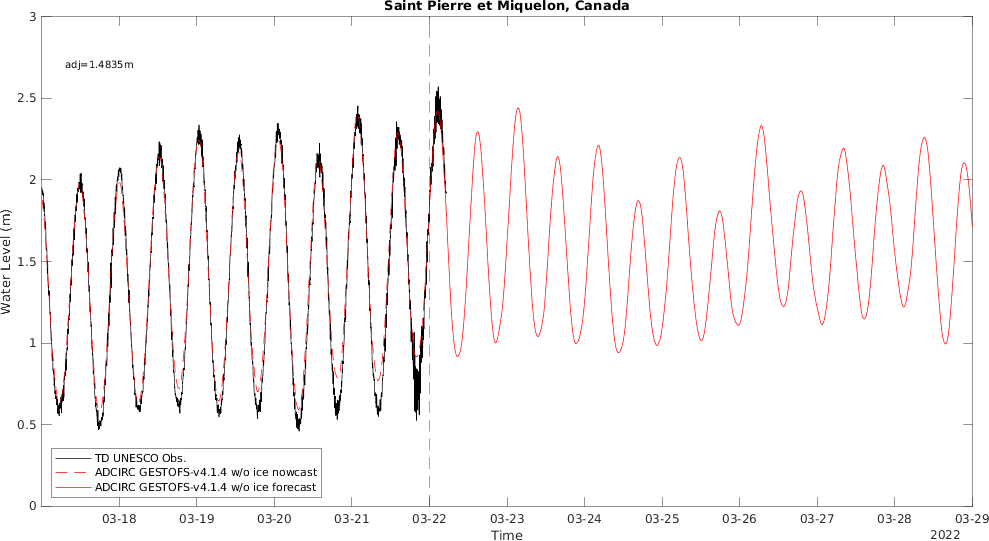 Saint Pierre et Miquelon, Canada
adj=1.4835m
3
2.5
2
1.5
1
0.5
0
Water Level (m)
TD UNESCO Obs.
ADCIRC GESTOFS-v4.1.4 w/o ice nowcast
ADCIRC GESTOFS-v4.1.4 w/o ice forecast
03-18 03-19 03-20 03-21 03-22 03-23 03-24 03-25 03-26 03-27 03-28 03-29
Time
2022